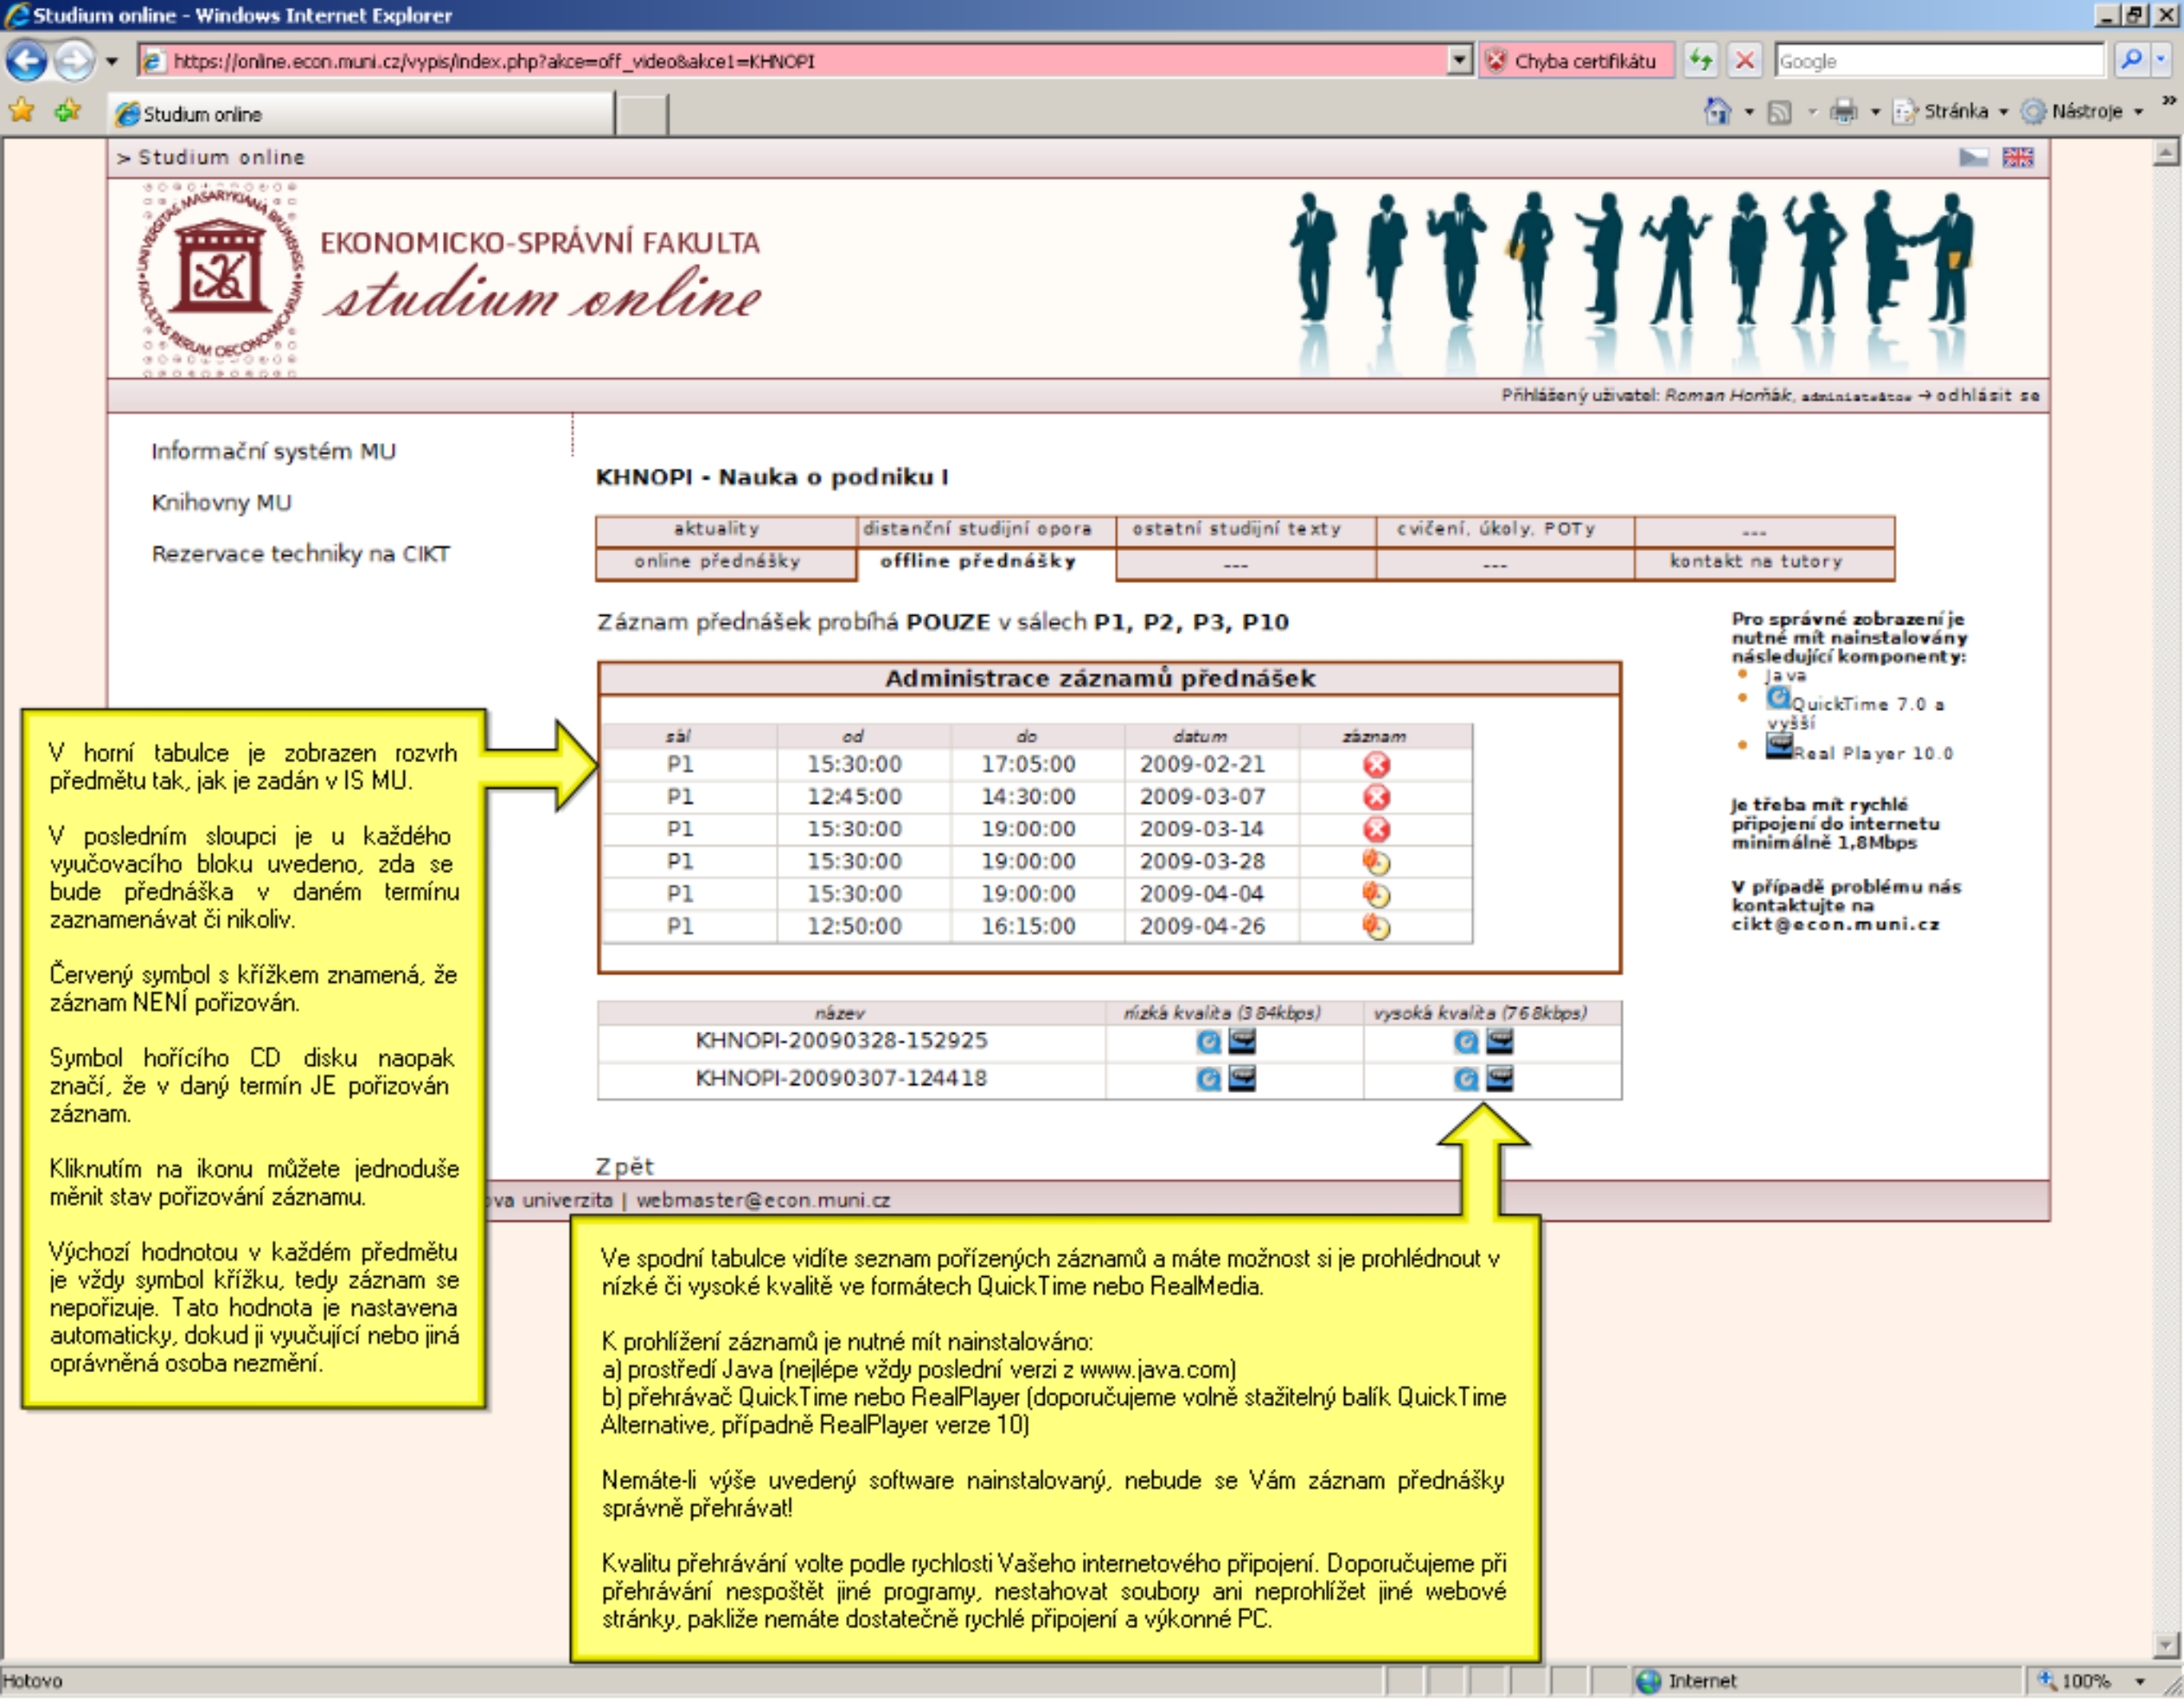 Studium online - Windows Internet Explorer
https://online.econ.muni.cz/vypis/index.php?akce=off_video&akce1=KHNOPI
Chyba certifikátu
Google
Studium online
Stránka
Nástroje
> Studium online
UNIVERSITAS MASARYKIANA BRUNENSIS • FACULTAS RERUM OECONOMICARUM •
EKONOMICKO-SPRÁVNÍ FAKULTA
studium online
Přihlášený uživatel: Roman Horňák, administrátor → odhlásit se
Informační systém MU
Knihovny MU
Rezervace techniky na CIKT
KHNOPI - Nauka o podniku I
aktuality distanční studijní opora ostatní studijní texty cvičení, úkoly, POTy ---
online přednášky offline přednášky --- --- kontakt na tutory
Záznam přednášek probíhá POUZE v sálech P1, P2, P3, P10
Administrace záznamů přednášek
sál od do datum záznam
P1 15:30:00 17:05:00 2009-02-21
P1 12:45:00 14:30:00 2009-03-07
P1 15:30:00 19:00:00 2009-03-14
P1 15:30:00 19:00:00 2009-03-28
P1 15:30:00 19:00:00 2009-04-04
P1 12:50:00 16:15:00 2009-04-26
název nízká kvalita (384kbps) vysoká kvalita (768kbps)
KHNOPI-20090328-152925
KHNOPI-20090307-124418
Zpět
va univerzita | webmaster@econ.muni.cz
Pro správné zobrazení je
nutné mít nainstalovány
následující komponenty:
Java
QuickTime 7.0 a
vyšší
Real Player 10.0
Je třeba mít rychlé
připojení do internetu
minimálně 1,8Mbps
V případě problému nás
kontaktujte na
cikt@econ.muni.cz
V horní tabulce je zobrazen rozvrh
předmětu tak, jak je zadán v IS MU.
V posledním sloupci je u každého
vyučovacího bloku uvedeno, zda se
bude přednáška v daném termínu
zaznamenávat či nikoliv.
Červený symbol s křížkem znamená, že
záznam NENÍ pořizován.
Symbol hořícího CD disku naopak
značí, že v daný termín JE pořizován
záznam.
Kliknutím na ikonu můžete jednoduše
měnit stav pořizování záznamu.
Výchozí hodnotou v každém předmětu
je vždy symbol křížku, tedy záznam se
nepořizuje. Tato hodnota je nastavena
automaticky, dokud ji vyučující nebo jiná
oprávněná osoba nezmění.
Ve spodní tabulce vidíte seznam pořízených záznamů a máte možnost si je prohlédnout v
nízké či vysoké kvalitě ve formátech QuickTime nebo RealMedia.
K prohlížení záznamů je nutné mít nainstalováno:
a) prostředí Java (nejlépe vždy poslední verzi z www.java.com)
b) přehrávač QuickTime nebo RealPlayer (doporučujeme volně stažitelný balík QuickTime
Alternative, případně RealPlayer verze 10)
Nemáte-li výše uvedený software nainstalovaný, nebude se Vám záznam přednášky
správně přehrávat!
Kvalitu přehrávání volte podle rychlosti Vašeho internetového připojení. Doporučujeme při
přehrávání nespoštět jiné programy, nestahovat soubory ani neprohlížet jiné webové
stránky, pakliže nemáte dostatečně rychlé připojení a výkonné PC.
Hotovo
Internet
100%